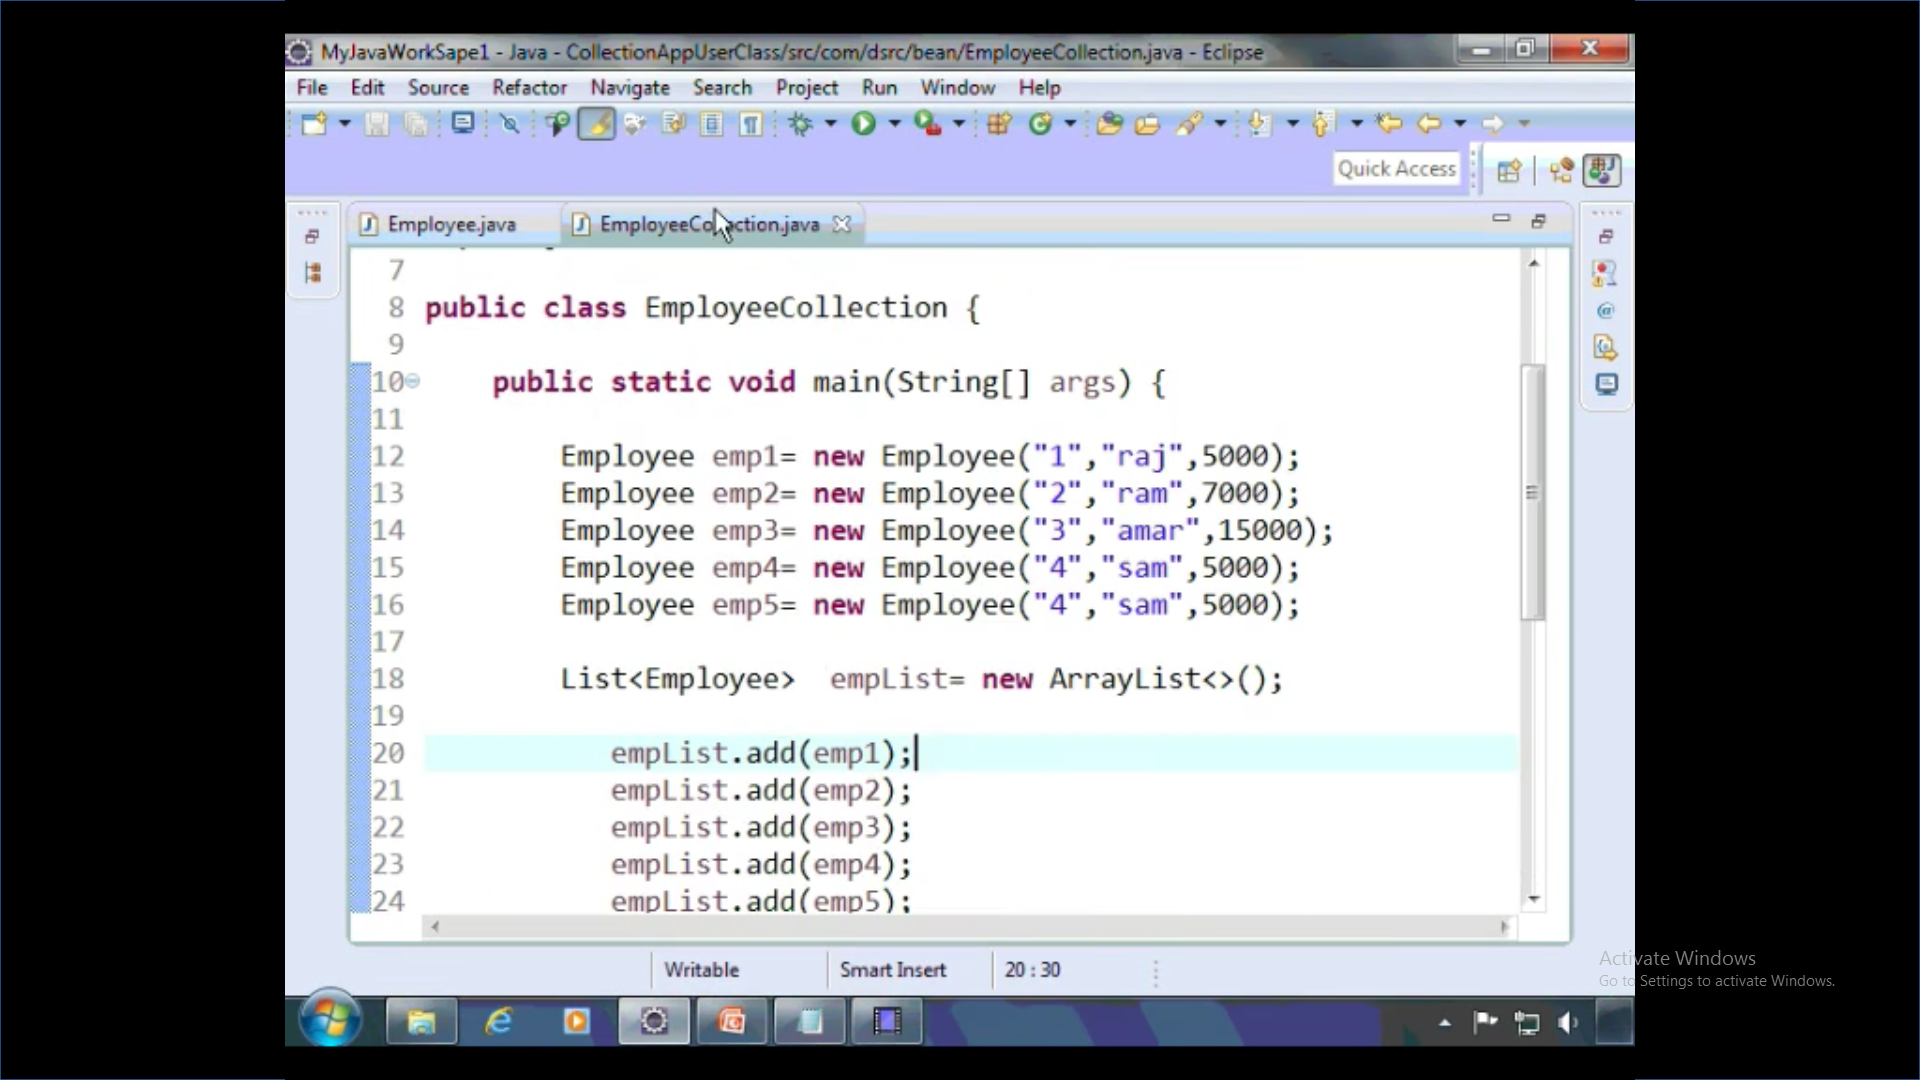 MyJavaWorkSape1 - Java - CollectionAppUserClass/src/com/dsrc/bean/EmployeeCollection.java - Eclipse
File Edit Source Refactor Navigate Search Project Run Window Help
Quick Access
Employee.java EmployeeCollection.java
7
8 public class EmployeeCollection {
9
10 public static void main(String[] args) {
11
12 Employee emp1= new Employee("1","raj",5000);
13 Employee emp2= new Employee("2","ram",7000);
14 Employee emp3= new Employee("3","amar",15000);
15 Employee emp4= new Employee("4","sam",5000);
16 Employee emp5= new Employee("4","sam",5000);
17
18 List<Employee> empList= new ArrayList<>();
19
20 empList.add(emp1);
21 empList.add(emp2);
22 empList.add(emp3);
23 empList.add(emp4);
24 empList.add(emp5);
Writable Smart Insert 20 : 30
Activate Windows
Go to Settings to activate Windows.